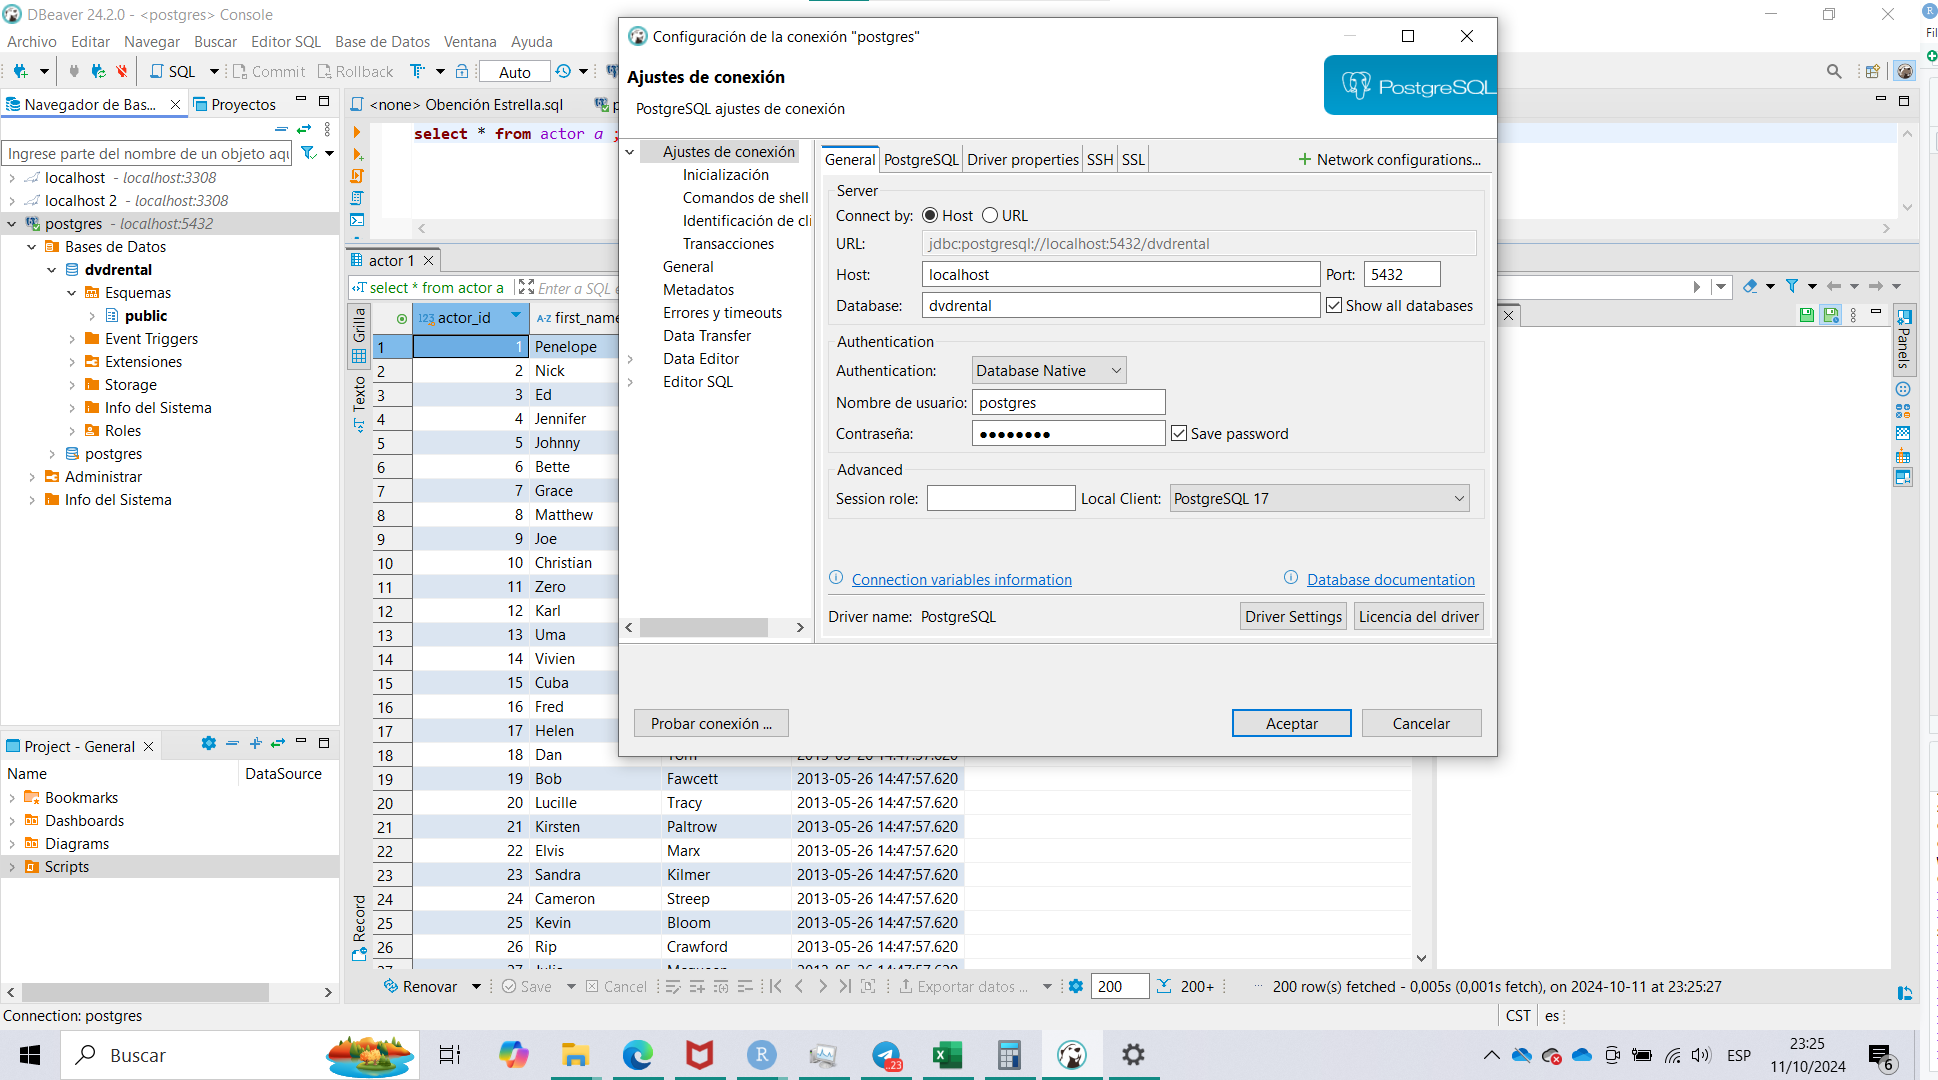 DBeaver 24.2.0 - <postgres> Console
Archivo Editar Navegar Buscar Editor SQL Base de Datos Ventana Ayuda
SQL Commit Rollback Auto
Navegador de Bas... Proyectos
Ingrese parte del nombre de un objeto aqu
localhost - localhost:3308
localhost 2 - localhost:3308
postgres - localhost:5432
Bases de Datos
dvdrental
Esquemas
public
Event Triggers
Extensiones
Storage
Info del Sistema
Roles
postgres
Administrar
Info del Sistema
Project - General
Name DataSource
Bookmarks
Dashboards
Diagrams
Scripts
<none> Obención Estrella.sql
select * from actor a ;
actor 1
select * from actor a Enter a SQL
Grilla
Texto
Record
123 actor_id A-Z first_name
1 1 Penelope
2 2 Nick
3 3 Ed
4 4 Jennifer
5 5 Johnny
6 6 Bette
7 7 Grace
8 8 Matthew
9 9 Joe
10 10 Christian
11 11 Zero
12 12 Karl
13 13 Uma
14 14 Vivien
15 15 Cuba
16 16 Fred
17 17 Helen
18 18 Dan Torn 2013-05-26 14:47:57.620
19 19 Bob Fawcett 2013-05-26 14:47:57.620
20 20 Lucille Tracy 2013-05-26 14:47:57.620
21 21 Kirsten Paltrow 2013-05-26 14:47:57.620
22 22 Elvis Marx 2013-05-26 14:47:57.620
23 23 Sandra Kilmer 2013-05-26 14:47:57.620
24 24 Cameron Streep 2013-05-26 14:47:57.620
25 25 Kevin Bloom 2013-05-26 14:47:57.620
26 26 Rip Crawford 2013-05-26 14:47:57.620
Renovar Save Cancel Exportar datos ... 200 200+ ... 200 row(s) fetched - 0,005s (0,001s fetch), on 2024-10-11 at 23:25:27
Panels
Configuración de la conexión "postgres"
Ajustes de conexión
PostgreSQL ajustes de conexión
PostgreSQL
Ajustes de conexión
Inicialización
Comandos de shell
Identificación de cli
Transacciones
General
Metadatos
Errores y timeouts
Data Transfer
Data Editor
Editor SQL
General PostgreSQL Driver properties SSH SSL Network configurations...
Server
Connect by: Host URL
URL: jdbc:postgresql://localhost:5432/dvdrental
Host: localhost Port: 5432
Database: dvdrental Show all databases
Authentication
Authentication: Database Native
Nombre de usuario: postgres
Contraseña: ●●●●●●●● Save password
Advanced
Session role: Local Client: PostgreSQL 17
Connection variables information Database documentation
Driver name: PostgreSQL Driver Settings Licencia del driver
Probar conexión ... Aceptar Cancelar
Connection: postgres CST es
Buscar 23 ESP 23:25
11/10/2024 6